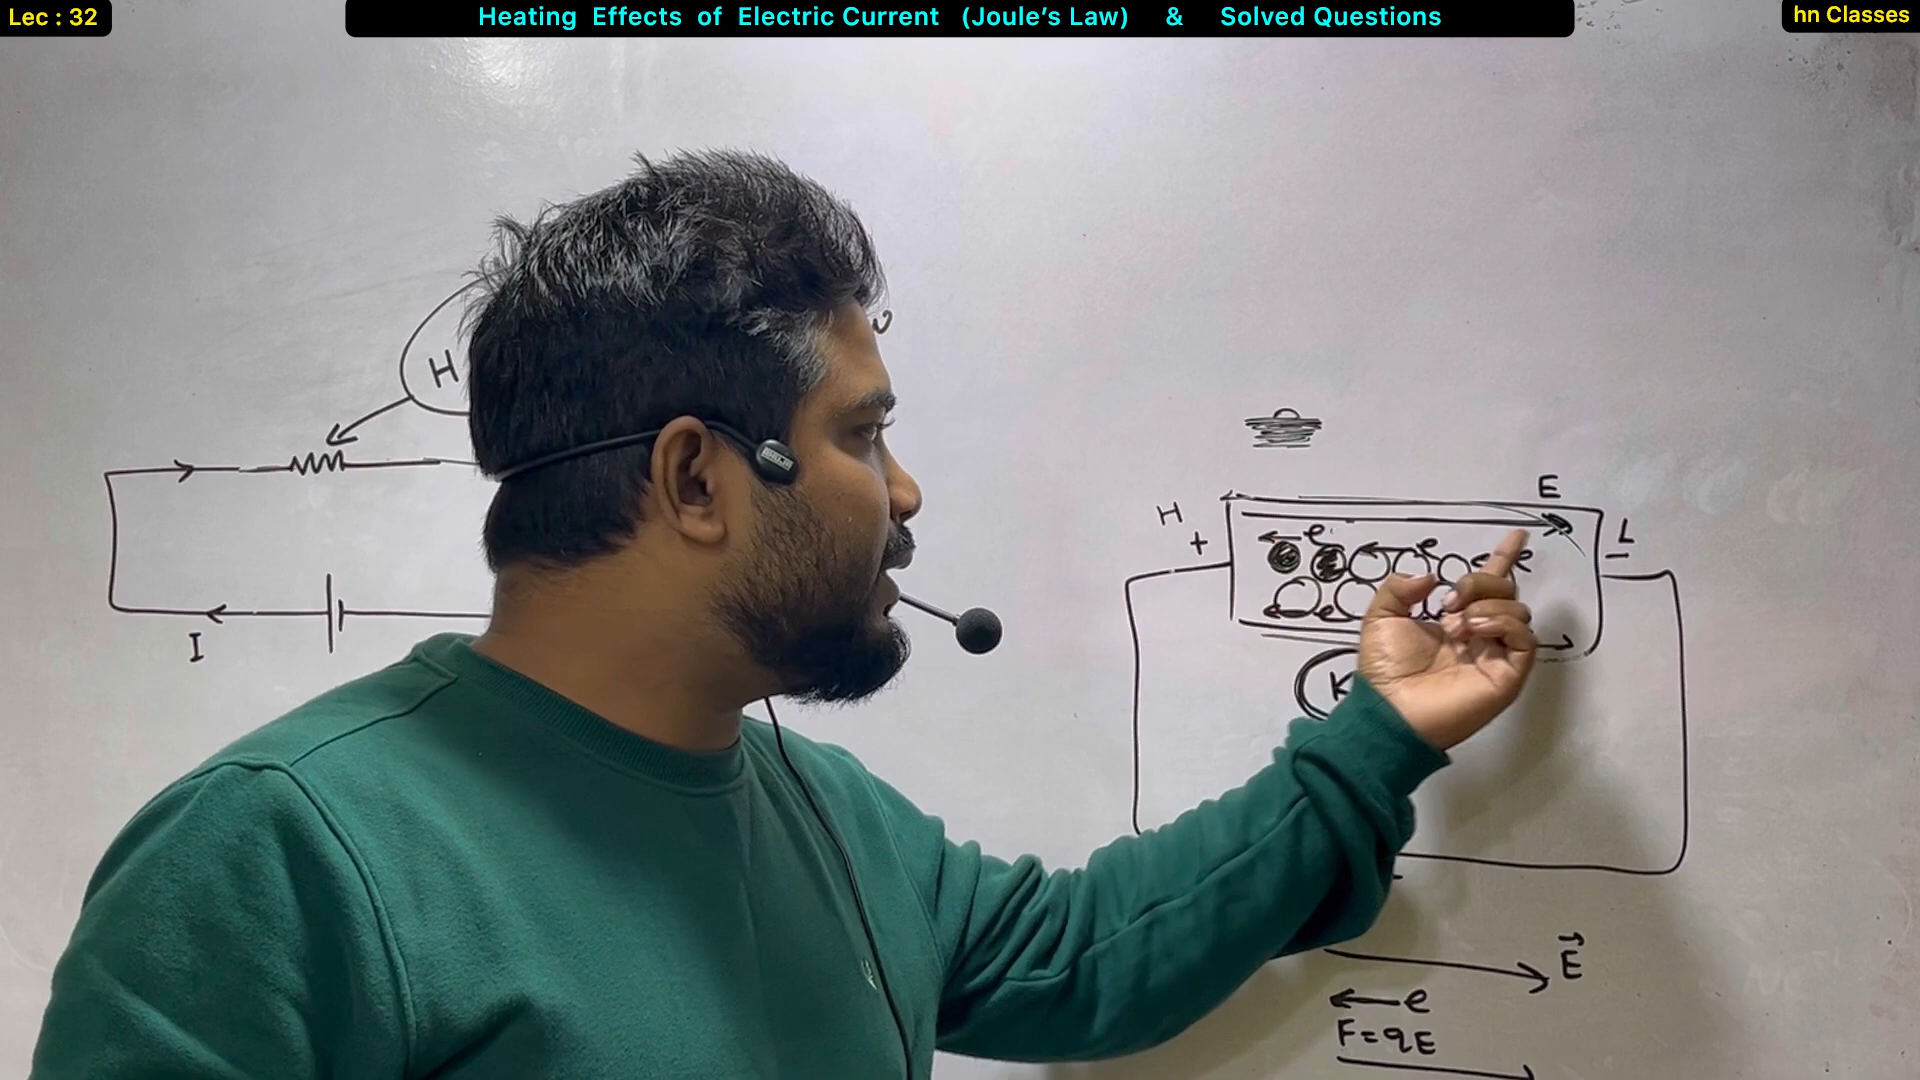 Lec : 32
Heating Effects of Electric Current (Joule’s Law) & Solved Questions
hn Classes
H
I
E
H
+
L
−
e
e
e
e
K
E
e
F = qE